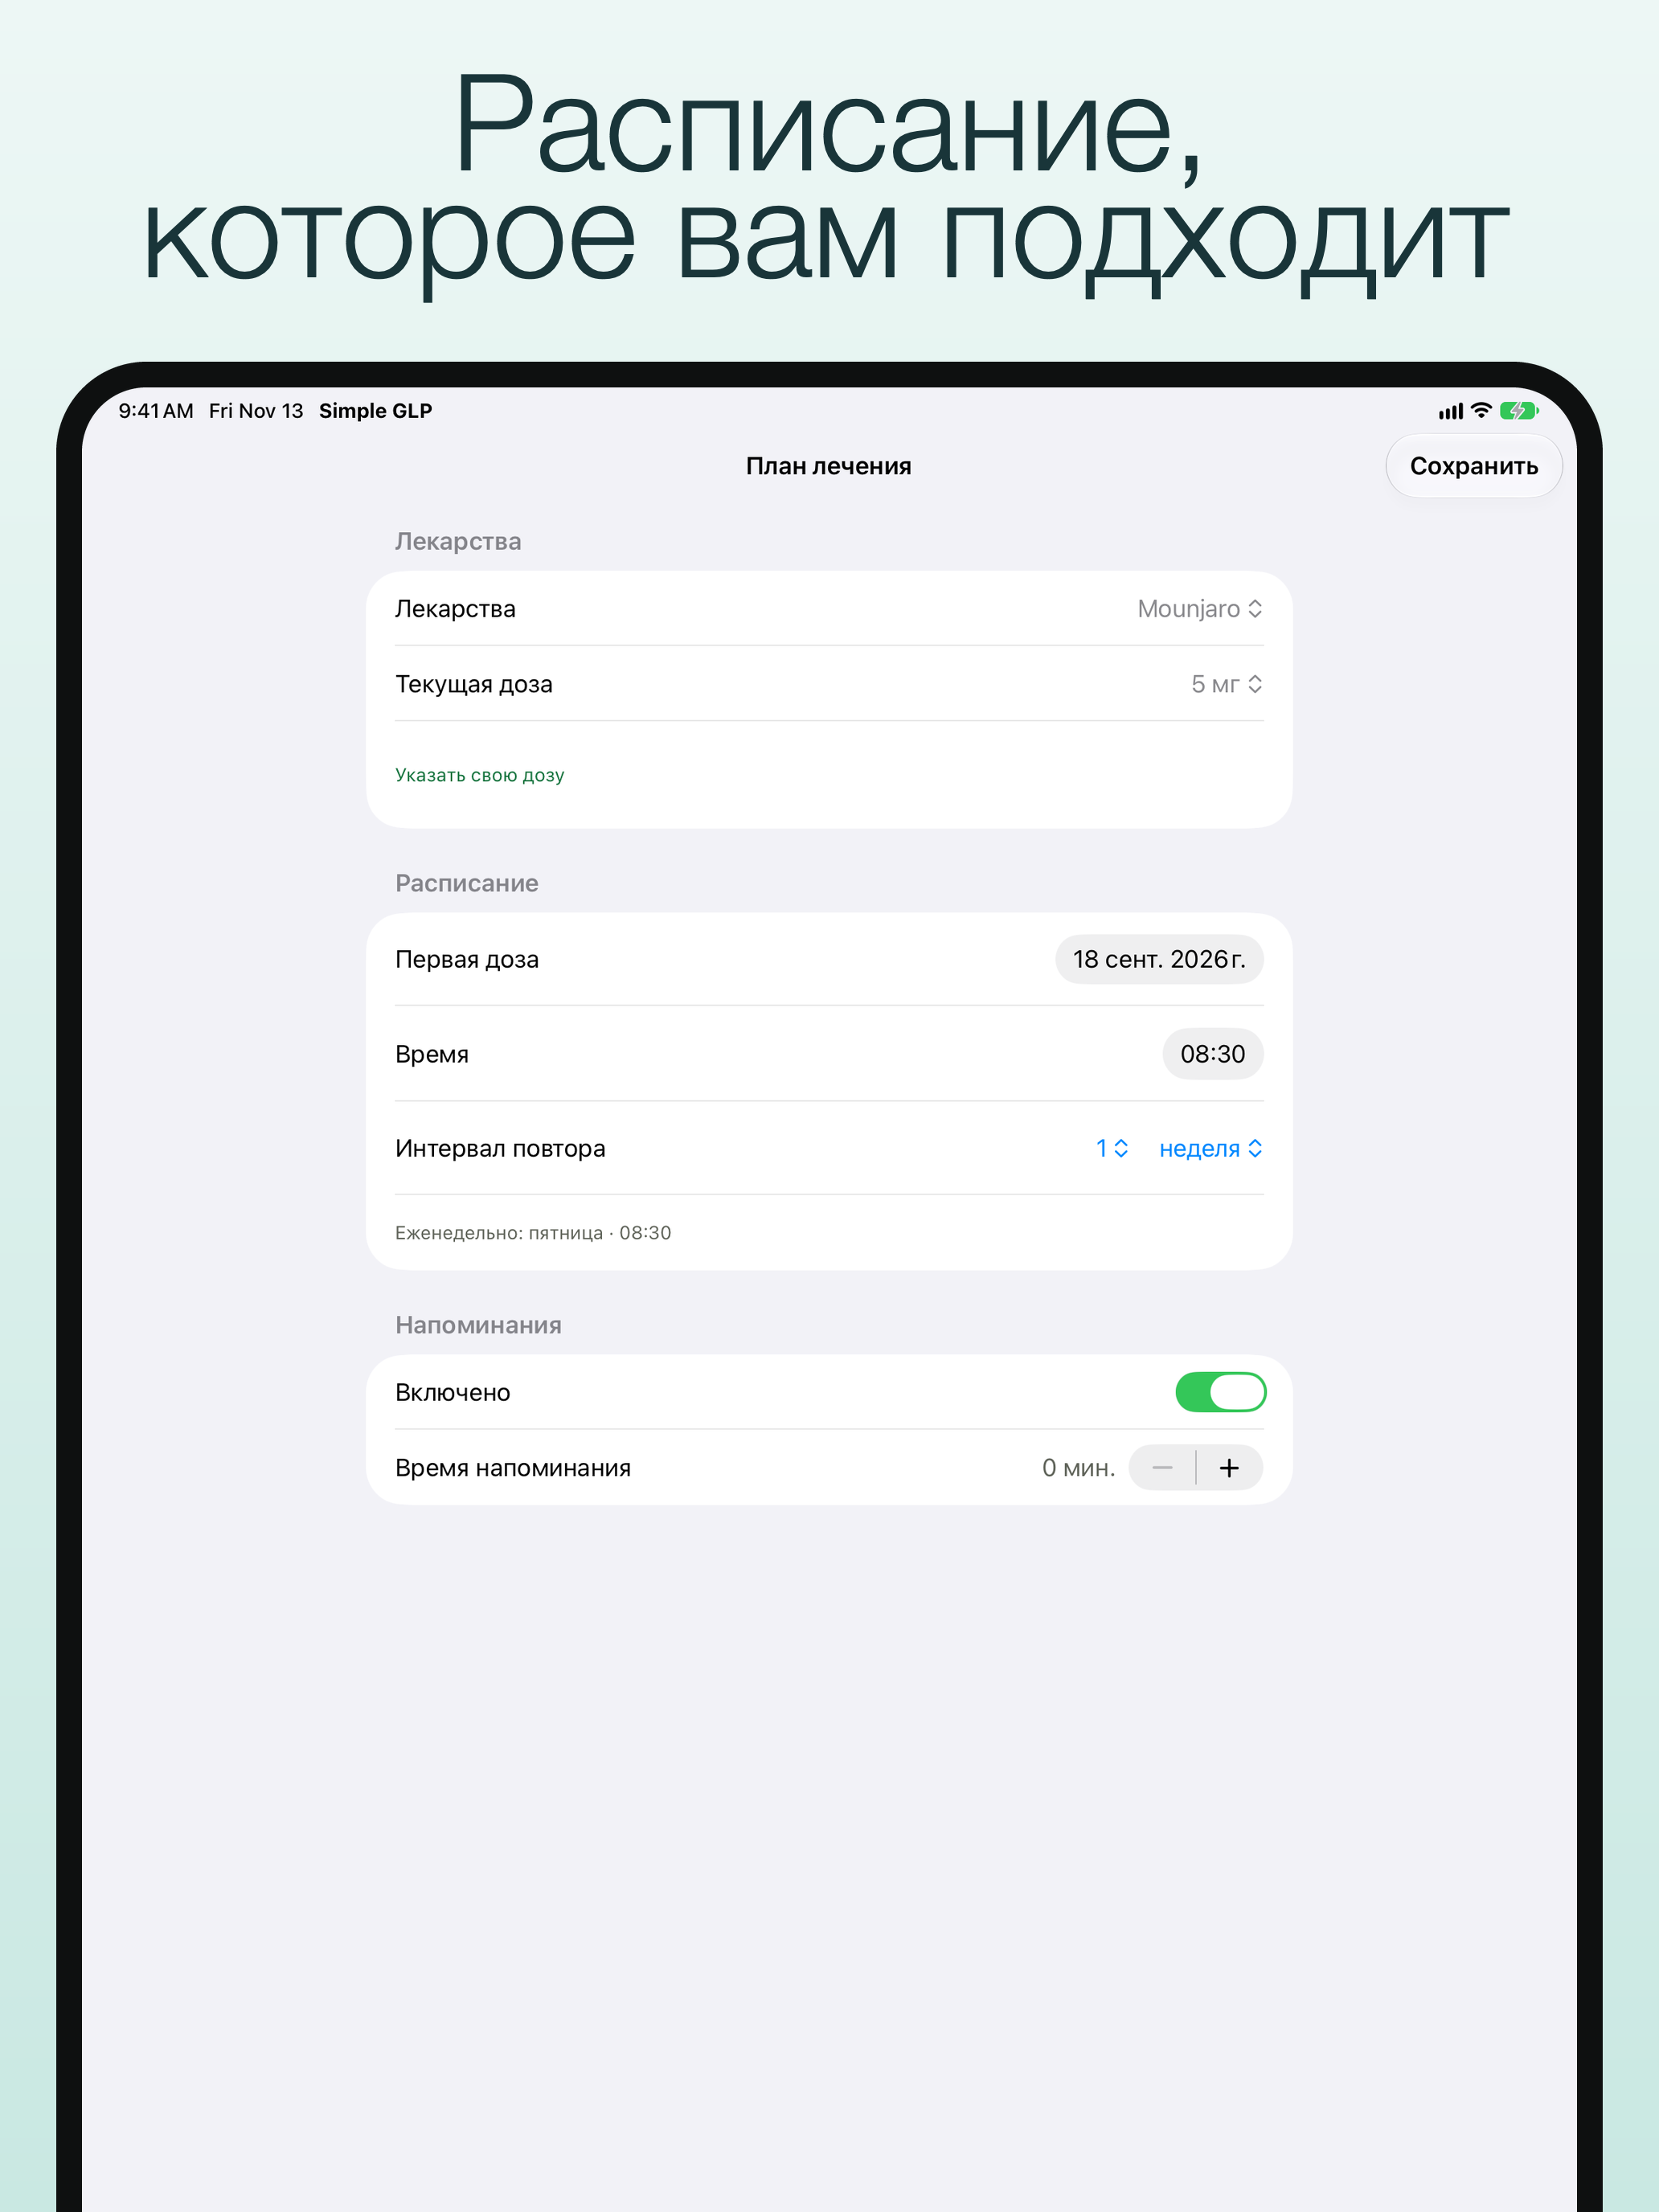 Расписание,
которое вам подходит
9:41 AM Fri Nov 13 Simple GLP
План лечения
Сохранить
Лекарства
Лекарства Mounjaro
Текущая доза 5 мг
Указать свою дозу
Расписание
Первая доза 18 сент. 2026 г.
Время 08:30
Интервал повтора 1 неделя
Еженедельно: пятница · 08:30
Напоминания
Включено
Время напоминания 0 мин.